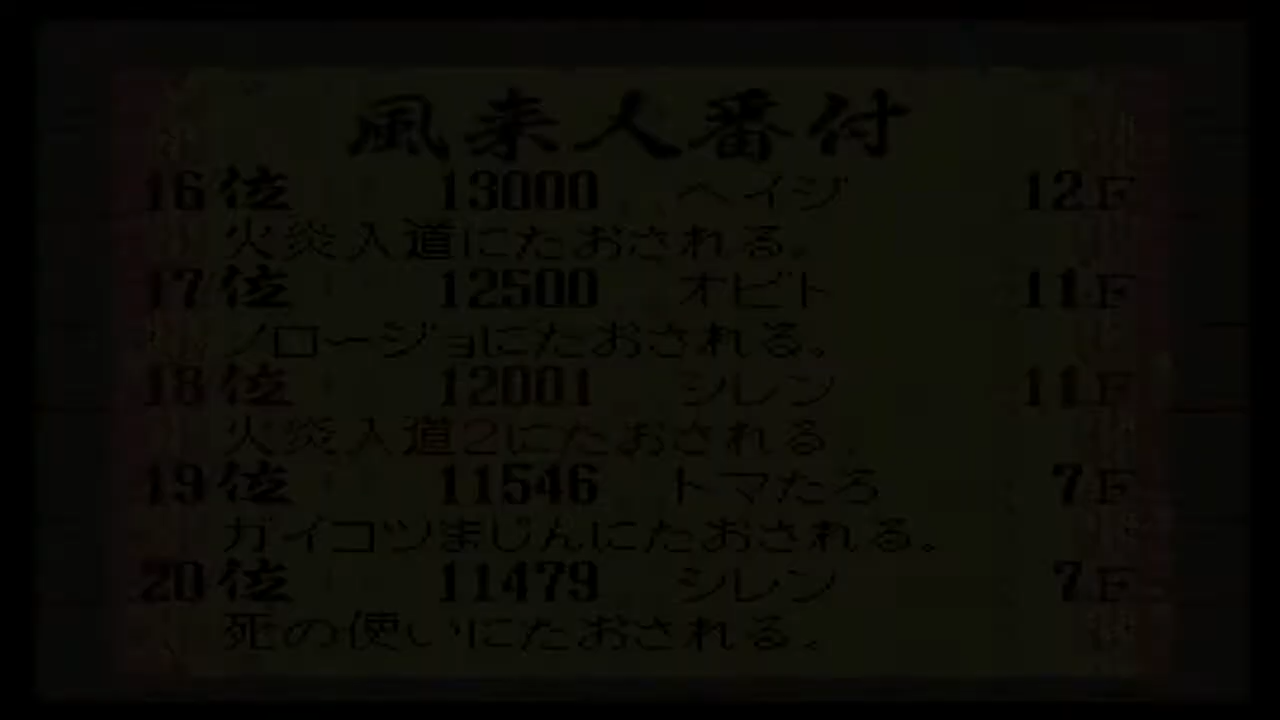 風来人番付
16位 13000 ヘイジ 12F
火炎入道にたおされる。
17位 12500 オビト 11F
ノロージョにたおされる。
18位 12001 シレン 11F
火炎入道2にたおされる。
19位 11546 トマたろ 7F
ガイコツまじんにたおされる。
20位 11479 シレン 7F
死の使いにたおされる。